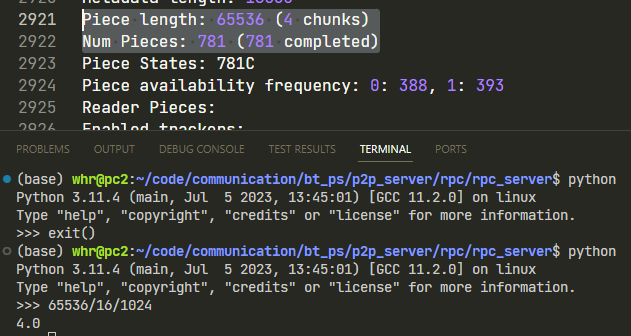 2921 Piece length: 65536 (4 chunks)
2922 Num Pieces: 781 (781 completed)
2923 Piece States: 781C
2924 Piece availability frequency: 0: 388, 1: 393
2925 Reader Pieces:
2926 Enabled trackers:
PROBLEMS OUTPUT DEBUG CONSOLE TEST RESULTS TERMINAL PORTS
(base) whr@pc2:~/code/communication/bt_ps/p2p_server/rpc/rpc_server$ python
Python 3.11.4 (main, Jul  5 2023, 13:45:01) [GCC 11.2.0] on linux
Type "help", "copyright", "credits" or "license" for more information.
>>> exit()
(base) whr@pc2:~/code/communication/bt_ps/p2p_server/rpc/rpc_server$ python
Python 3.11.4 (main, Jul  5 2023, 13:45:01) [GCC 11.2.0] on linux
Type "help", "copyright", "credits" or "license" for more information.
>>> 65536/16/1024
4.0